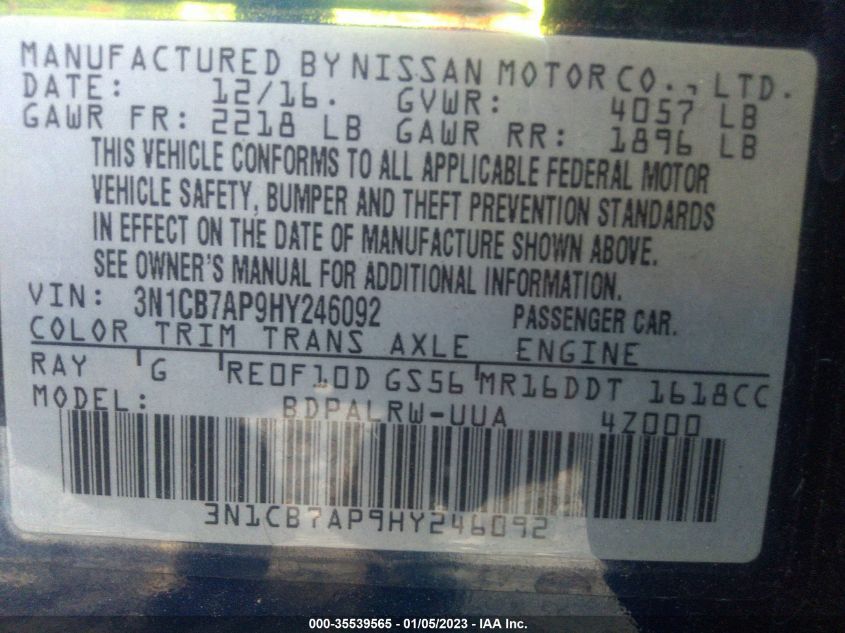 MANUFACTURED BY NISSAN MOTOR CO., LTD.
DATE: 12/16. GVWR: 4057 LB
GAWR FR: 2218 LB GAWR RR: 1896 LB
THIS VEHICLE CONFORMS TO ALL APPLICABLE FEDERAL MOTOR
VEHICLE SAFETY, BUMPER AND THEFT PREVENTION STANDARDS
IN EFFECT ON THE DATE OF MANUFACTURE SHOWN ABOVE.
SEE OWNER'S MANUAL FOR ADDITIONAL INFORMATION.
VIN: 3N1CB7AP9HY246092 PASSENGER CAR.
COLOR TRIM TRANS AXLE ENGINE
RAY G RE0F10D GS56 MR16DDT 1618CC
MODEL: BDPALRW-UUA 4Z000
3N1CB7AP9HY246092
000-35539565 - 01/05/2023 - IAA Inc.